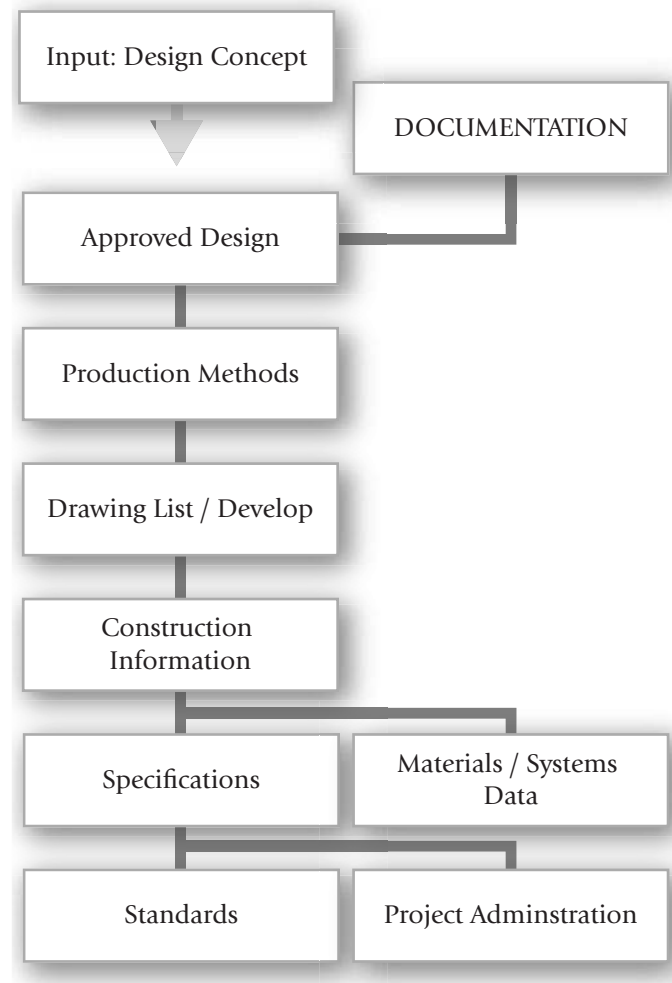 Input: Design Concept
DOCUMENTATION
Approved Design
Production Methods
Drawing List / Develop
Construction
Information
Specifications
Materials / Systems
Data
Standards
Project Adminstration